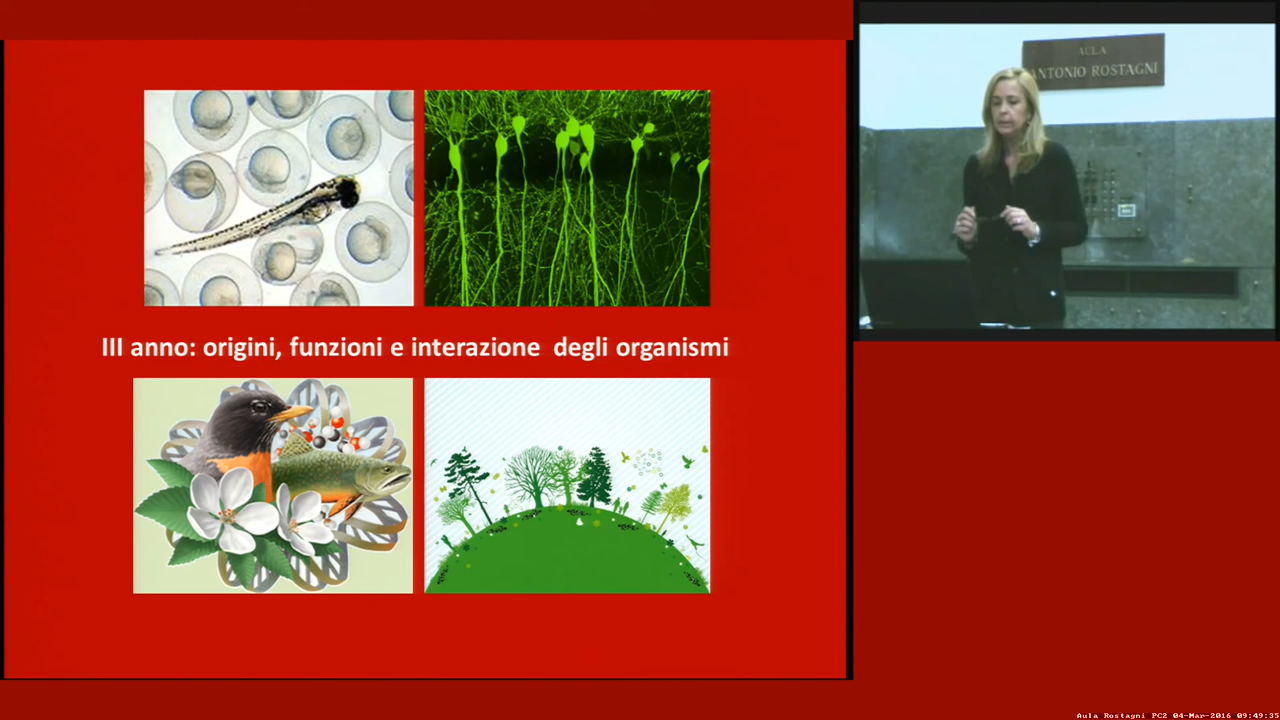 III anno: origini, funzioni e interazione degli organismi
AULA
ANTONIO ROSTAGNI
Aula Rostagni PC2 04-Mar-2016 09:49:35